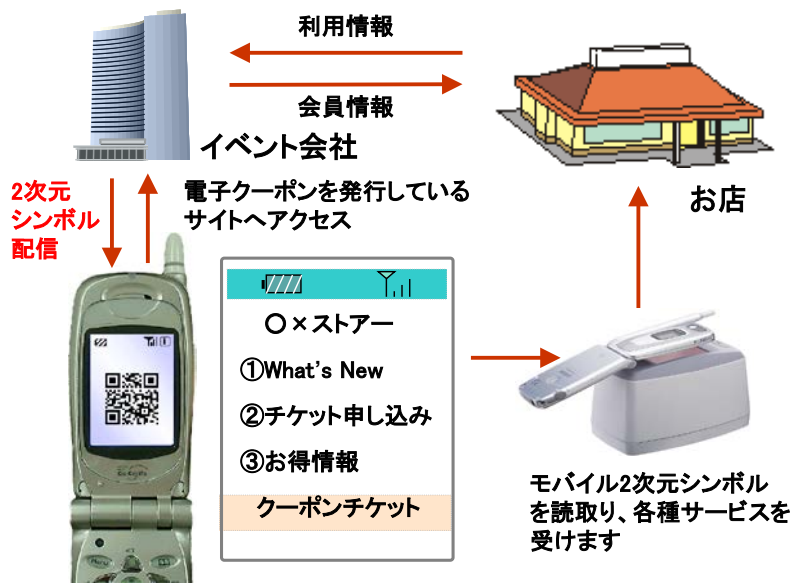 利用情報
会員情報
イベント会社
お店
2次元
シンボル
配信
電子クーポンを発行している
サイトへアクセス
〇×ストアー
①What's New
②チケット申し込み
③お得情報
クーポンチケット
モバイル2次元シンボル
を読取り、各種サービスを
受けます